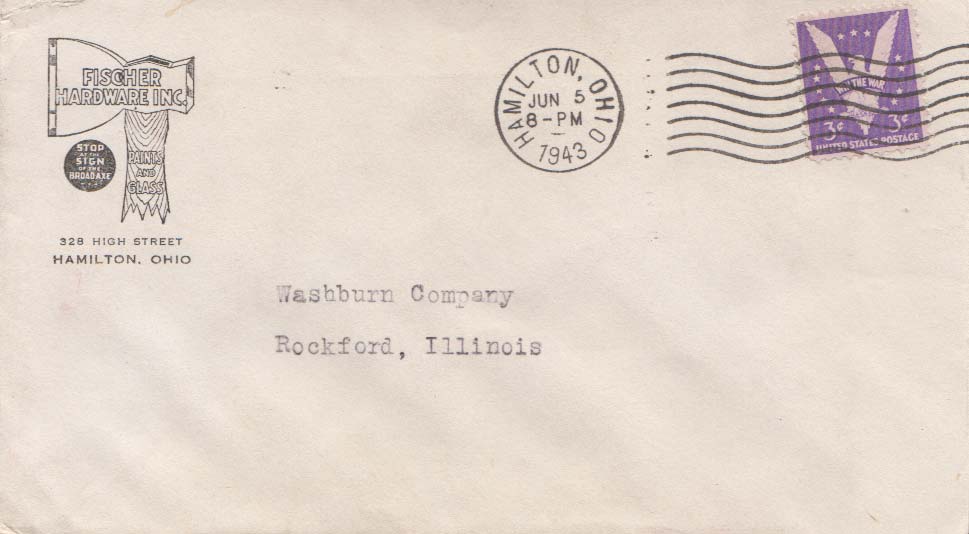 FISCHER
HARDWARE INC.
STOP
AT THE
SIGN
OF THE
BROADAXE
PAINTS
AND
GLASS
328 HIGH STREET
HAMILTON, OHIO
HAMILTON, OHIO
JUN 5
8-PM
1943
WIN THE WAR
3¢ 3¢
UNITED STATES POSTAGE
Washburn Company
Rockford, Illinois